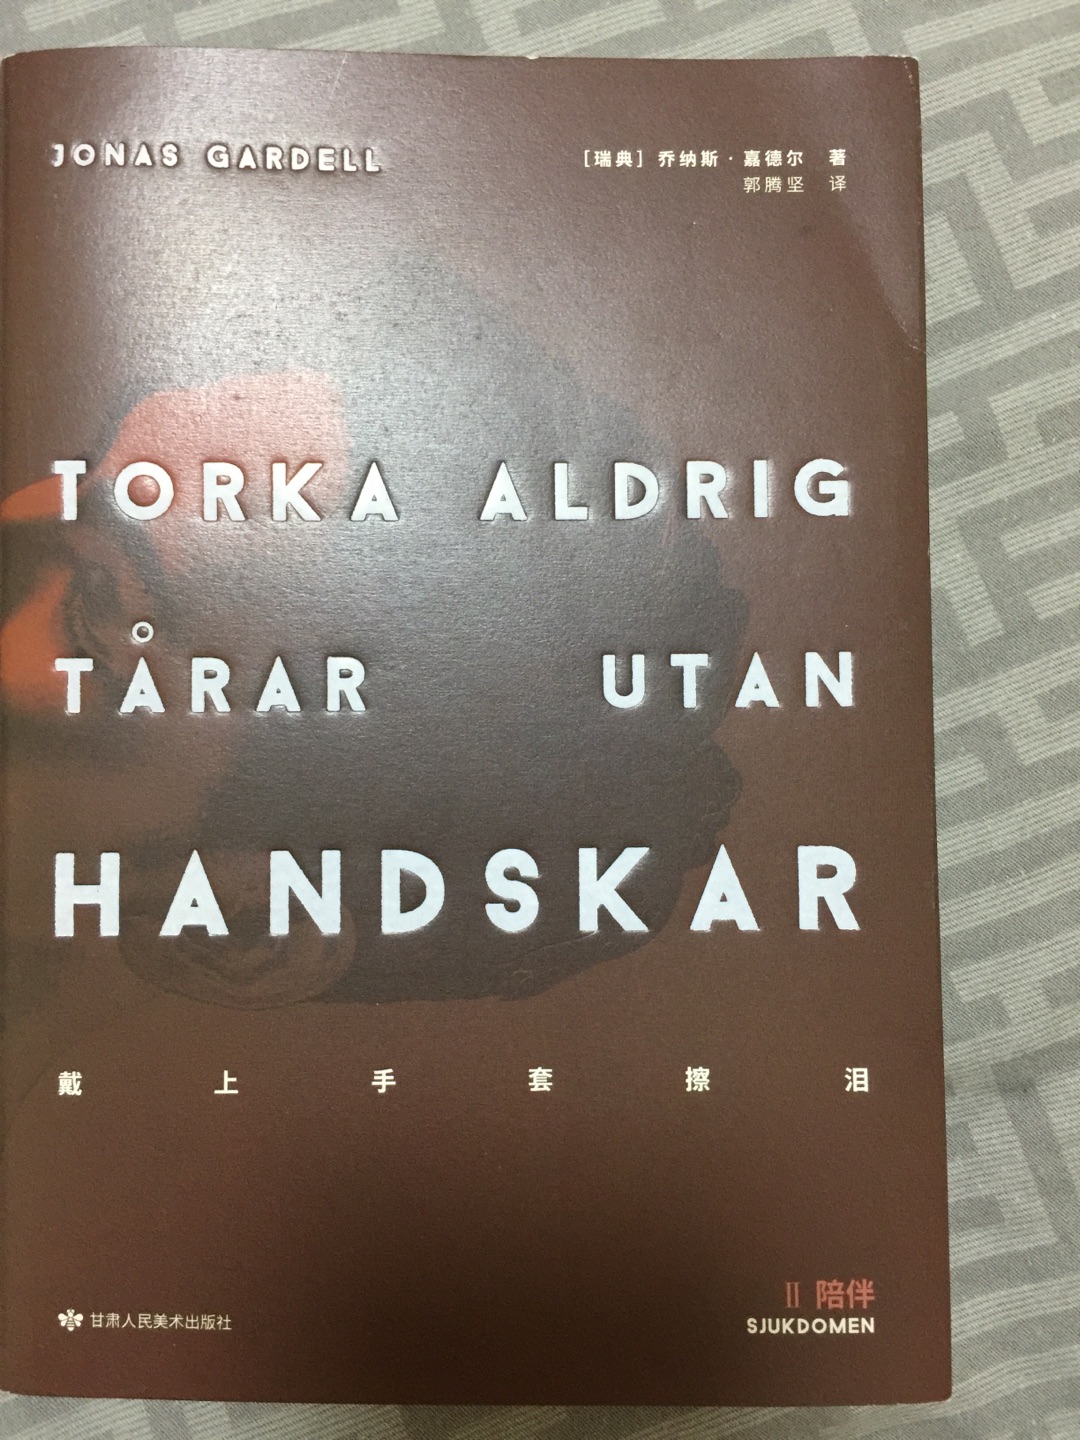 JONAS GARDELL
［瑞典］ 乔纳斯·嘉德尔 著
郭腾坚 译
TORKA ALDRIG
TÅRAR UTAN
HANDSKAR
戴上手套擦泪
II 陪伴
SJUKDOMEN
甘肃人民美术出版社